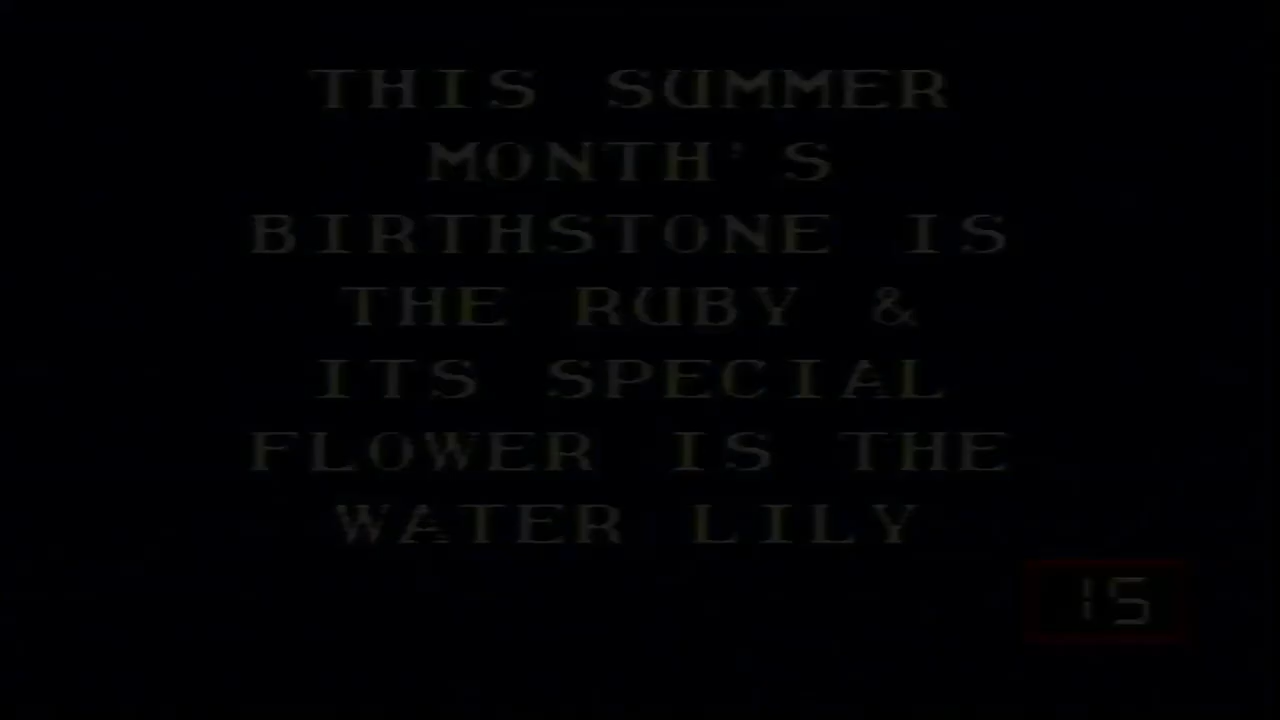 THIS SUMMER
MONTH'S
BIRTHSTONE IS
THE RUBY &
ITS SPECIAL
FLOWER IS THE
WATER LILY
15